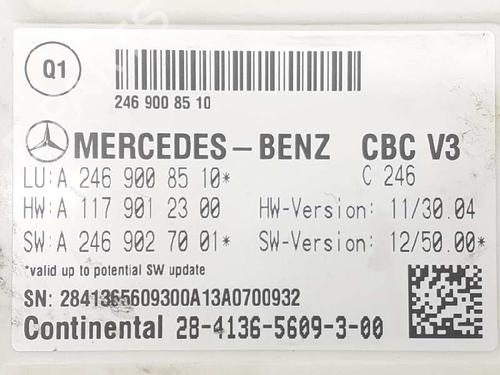 Q1
246 900 85 10
MERCEDES-BENZ CBC V3
LU: A 246 900 85 10* C 246
HW: A 117 901 23 00 HW-Version: 11/30.04
SW: A 246 902 70 01* SW-Version: 12/50.00*
*valid up to potential SW update
SN: 2841365609300A13A0700932
Continental 28-4136-5609-3-00